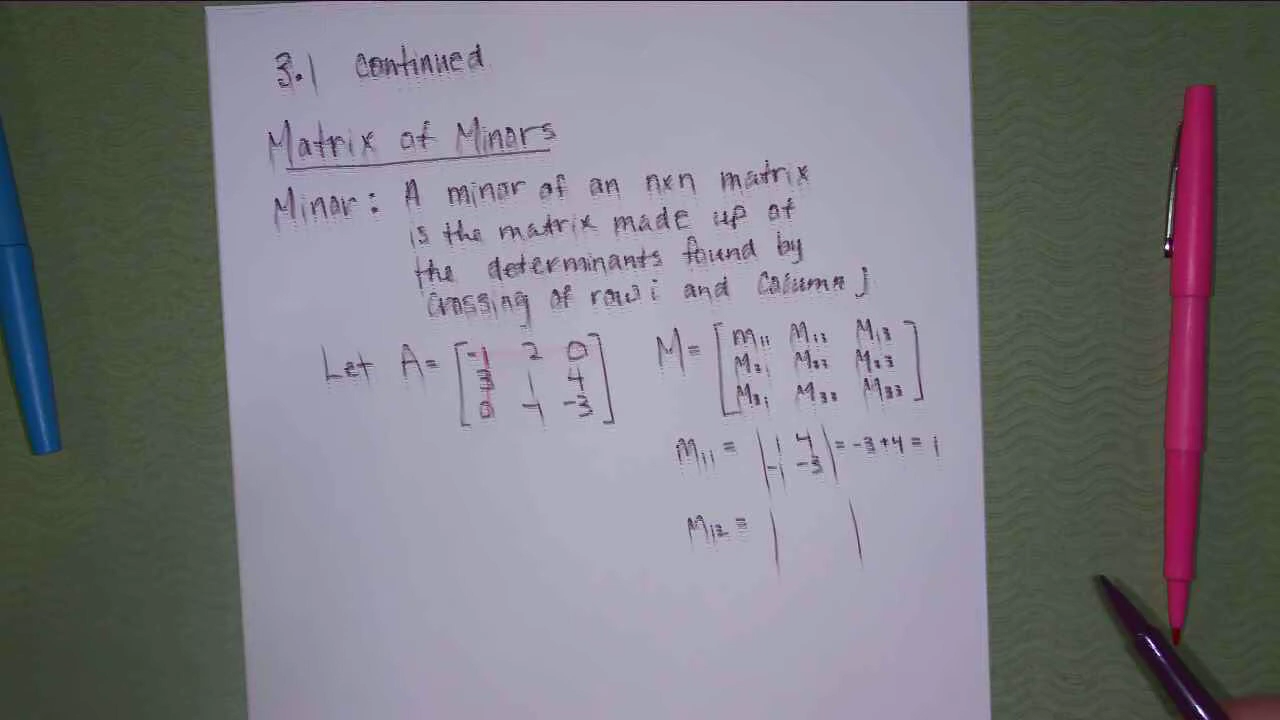 3.1 continued
Matrix of Minors
Minor: A minor of an nxn matrix
is the matrix made up of
the determinants found by
crossing of row i and column j
Let A= [-1 2 0
3 1 4
0 -1 -3]
M= [M11 M12 M13
M21 M22 M23
M31 M32 M33]
M11 = |1 4
-1 -3| = -3+4 = 1
M12 = | |